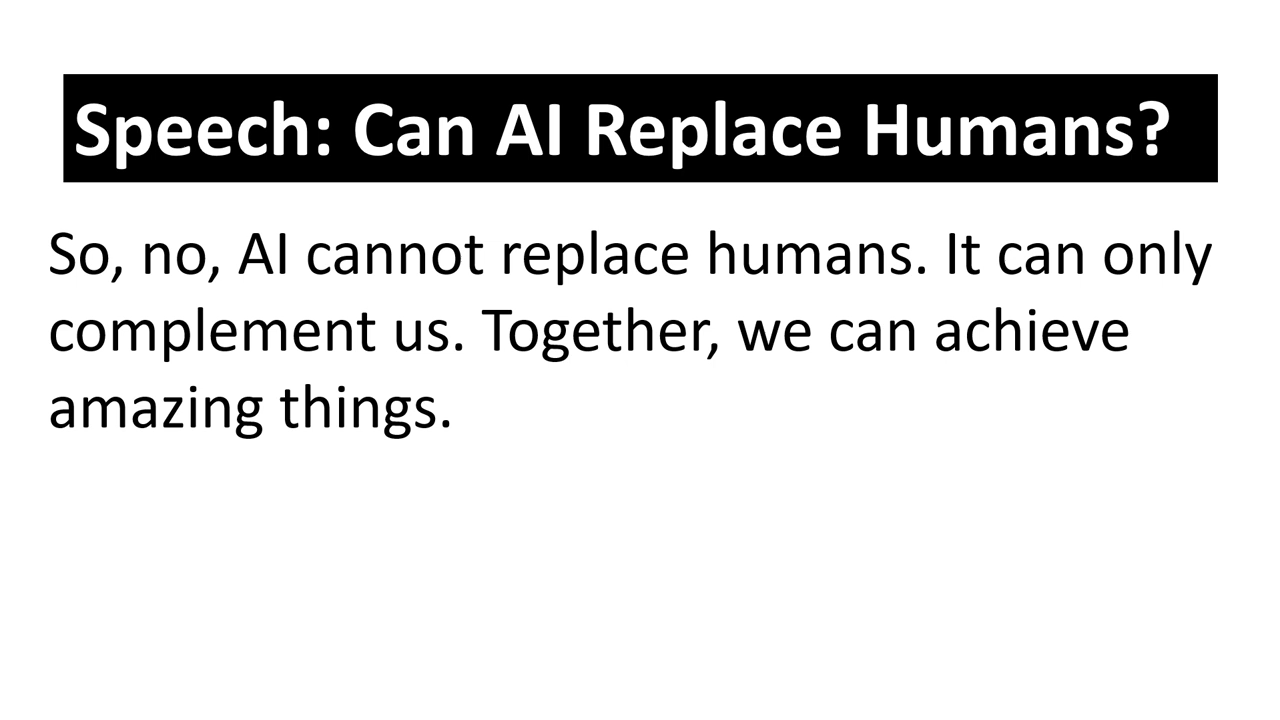 Speech: Can AI Replace Humans?
So, no, AI cannot replace humans. It can only
complement us. Together, we can achieve
amazing things.